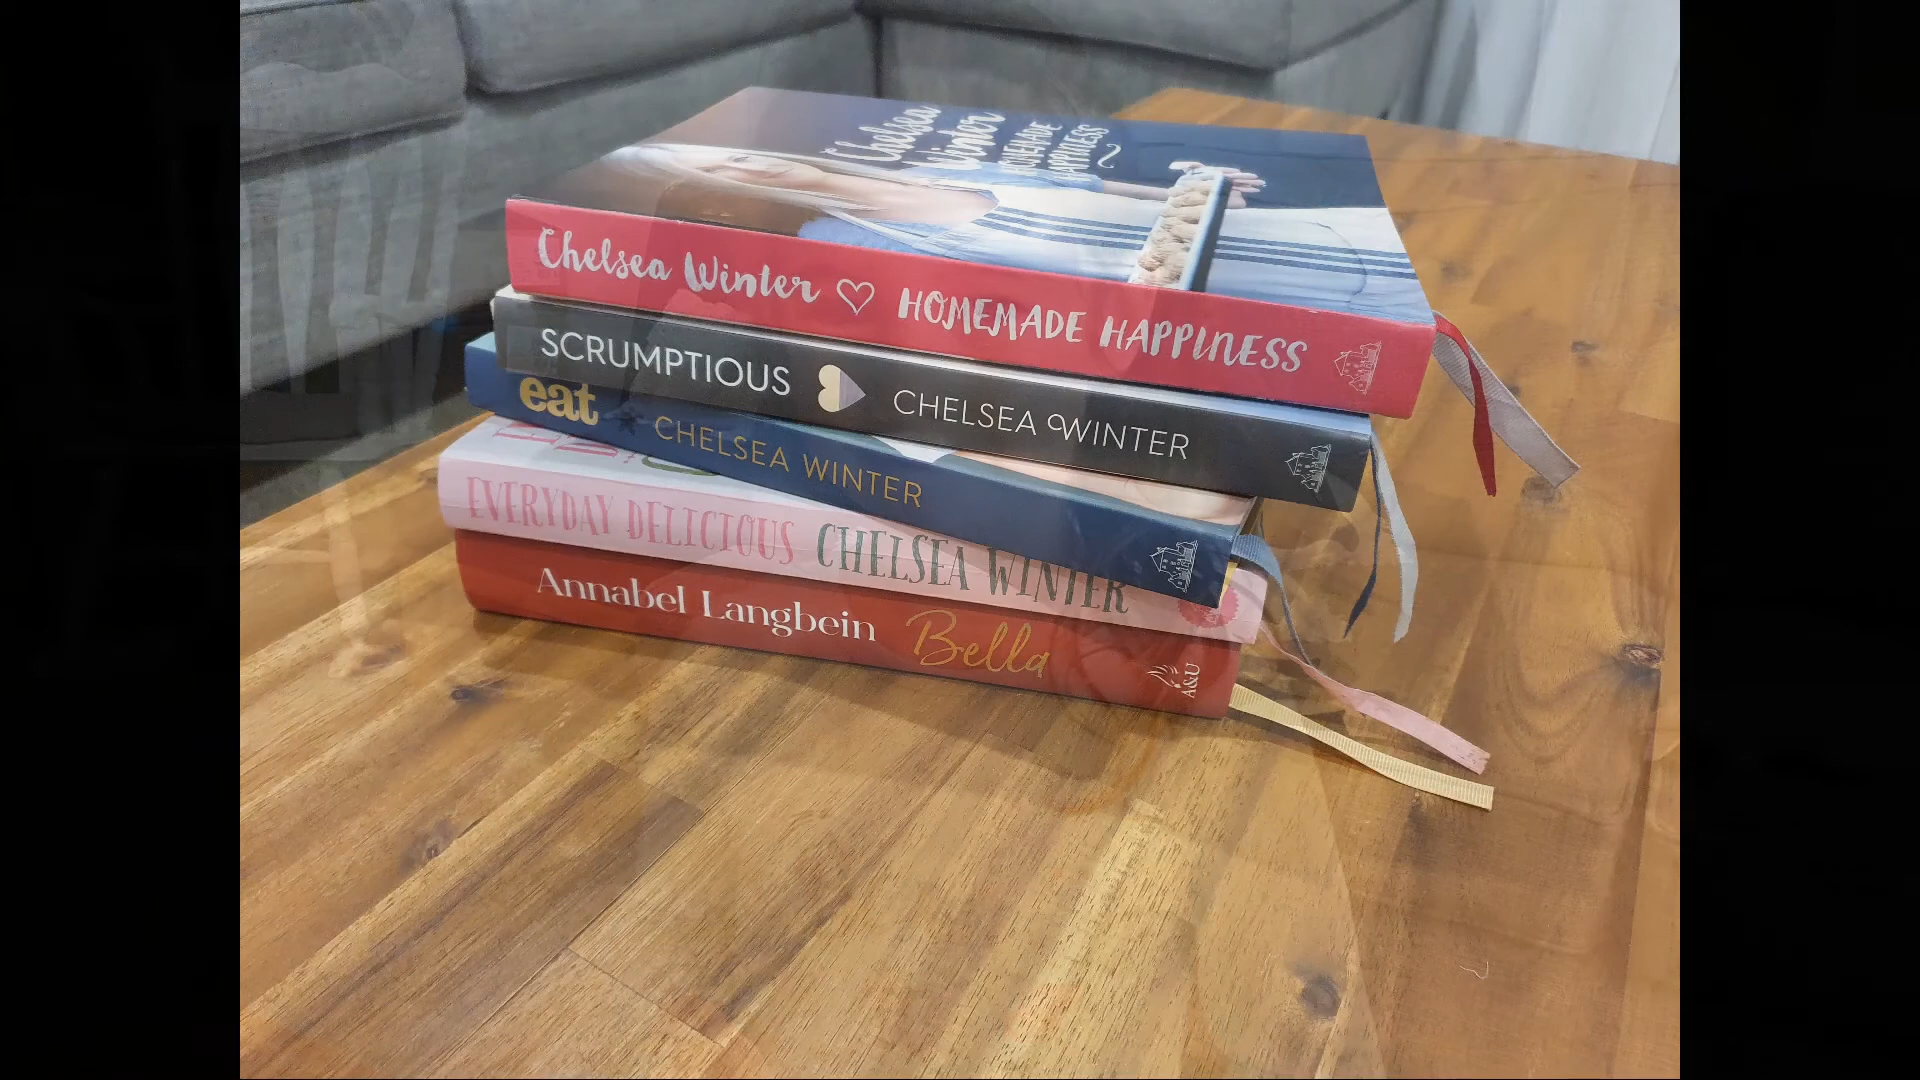 Chelsea
Winter
HOMEMADE
HAPPINESS
Chelsea Winter HOMEMADE HAPPINESS
SCRUMPTIOUS CHELSEA WINTER
eat CHELSEA WINTER
EVERYDAY DELICIOUS CHELSEA WINTER
Annabel Langbein Bella A&U